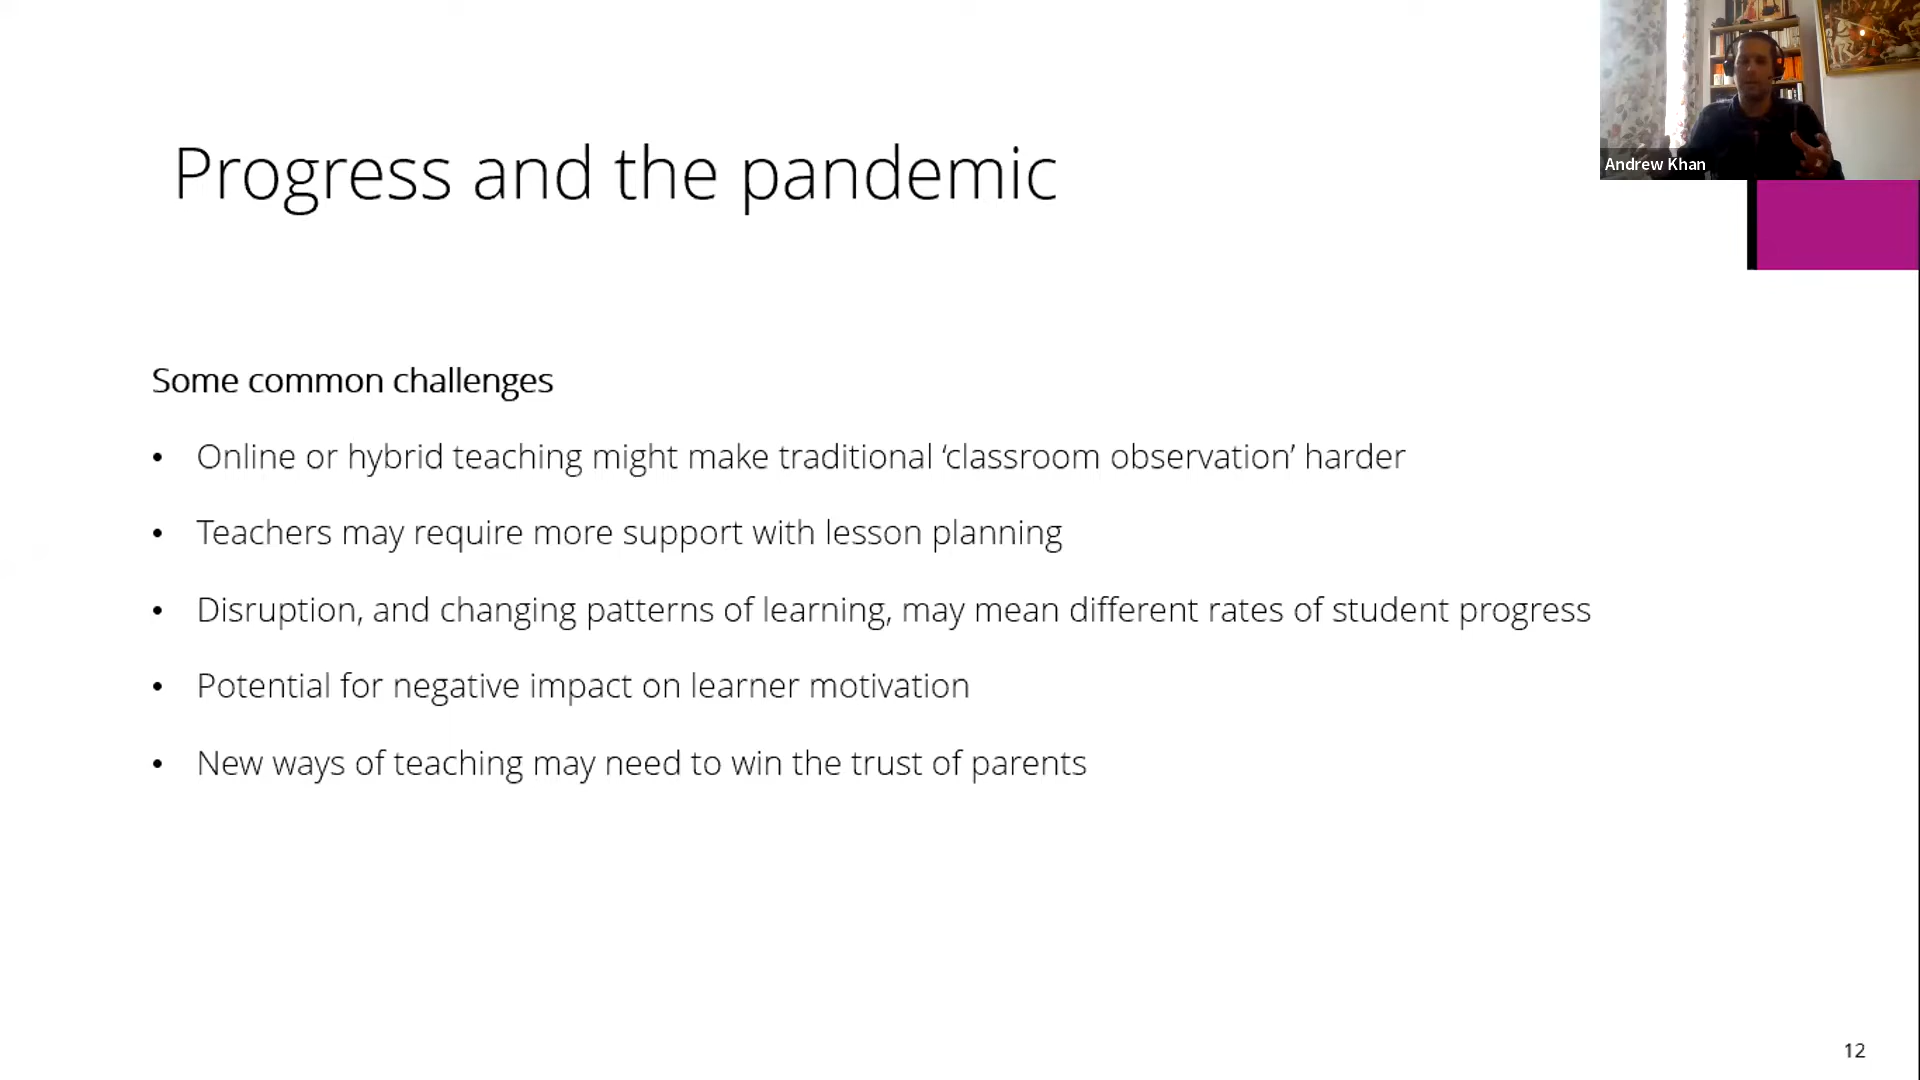 Andrew Khan
Progress and the pandemic
Some common challenges
• Online or hybrid teaching might make traditional ‘classroom observation’ harder
• Teachers may require more support with lesson planning
• Disruption, and changing patterns of learning, may mean different rates of student progress
• Potential for negative impact on learner motivation
• New ways of teaching may need to win the trust of parents
12